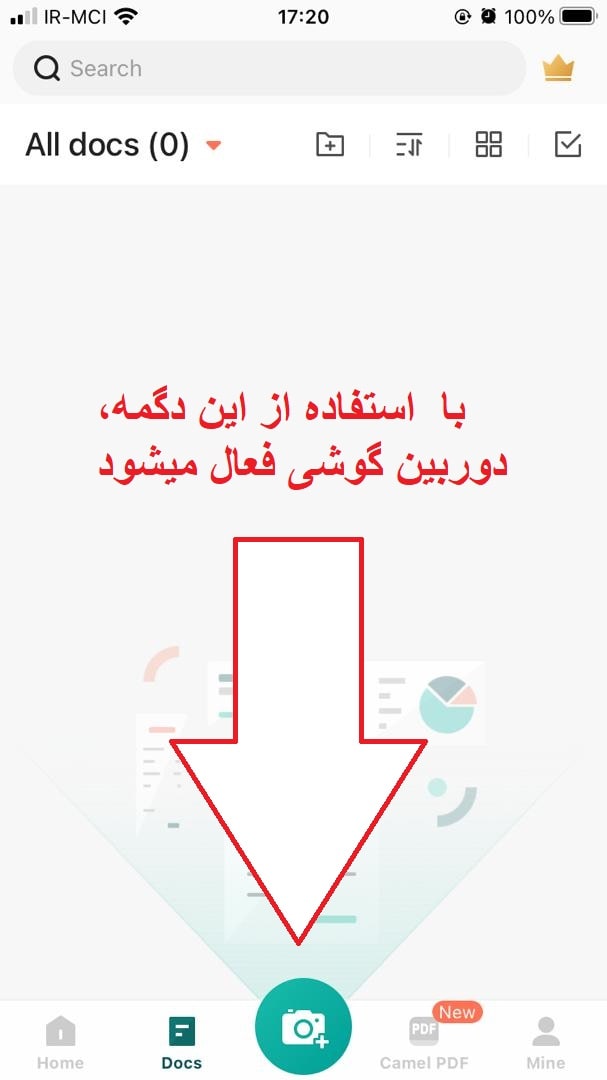 IR-MCI
17:20
100%
Search
All docs (0)
با استفاده از این دگمه،
دوربین گوشی فعال میشود
New
PDF
Home
Docs
Camel PDF
Mine